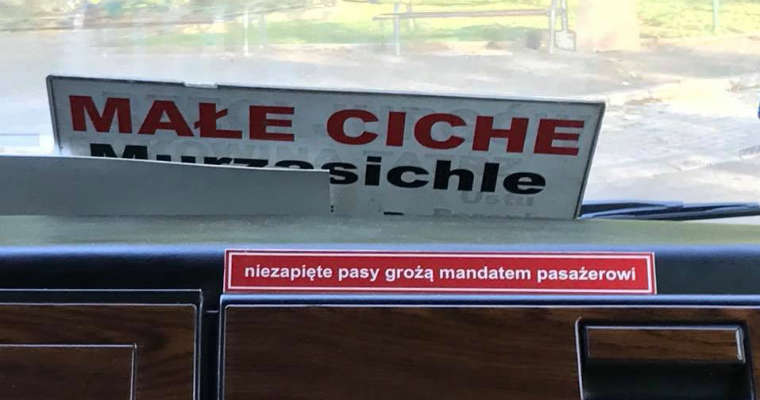 MAŁE CICHE
Murzasichle
niezapięte pasy grożą mandatem pasażerowi